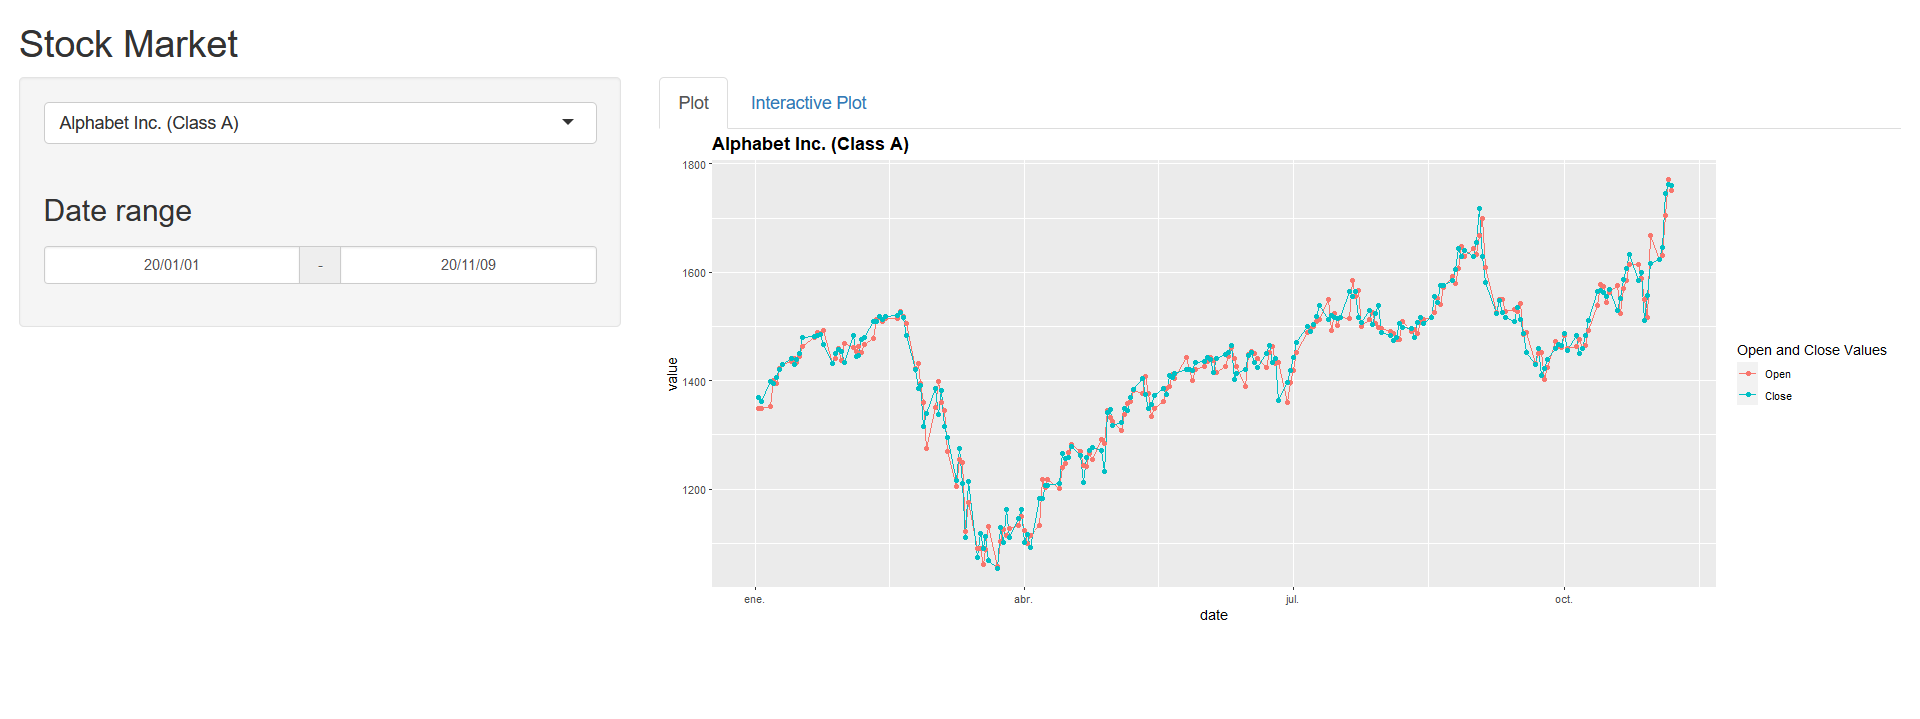 Stock Market
Alphabet Inc. (Class A)
Date range
20/01/01 - 20/11/09
Plot Interactive Plot
Alphabet Inc. (Class A)
1800
1600
1400
1200
value
ene. abr. jul. oct.
date
Open and Close Values
Open
Close